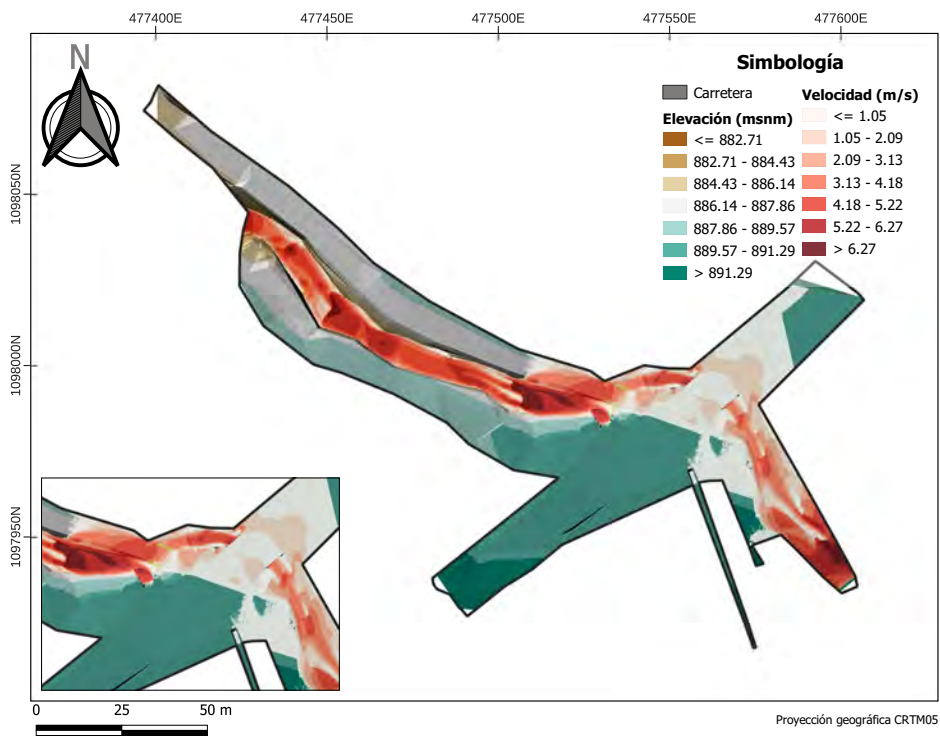 477400E 477450E 477500E 477550E 477600E
N
Simbología
Carretera
Elevación (msnm)
<= 882.71
882.71 - 884.43
884.43 - 886.14
886.14 - 887.86
887.86 - 889.57
889.57 - 891.29
> 891.29
Velocidad (m/s)
<= 1.05
1.05 - 2.09
2.09 - 3.13
3.13 - 4.18
4.18 - 5.22
5.22 - 6.27
> 6.27
1098050N
1098000N
1097950N
0 25 50 m
Proyección geográfica CRTM05